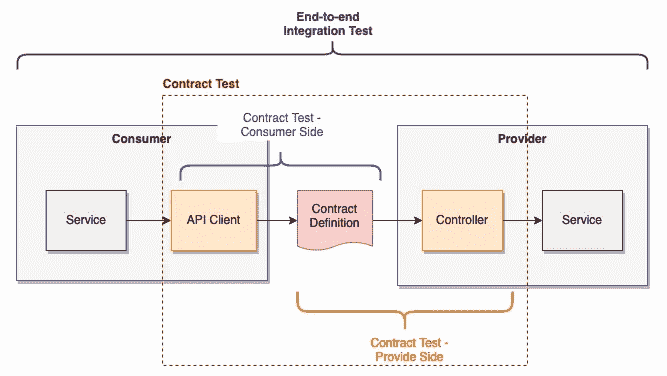 End-to-end
Integration Test
Contract Test
Contract Test -
Consumer Side
Consumer
Provider
Service
API Client
Contract
Definition
Controller
Service
Contract Test -
Provide Side